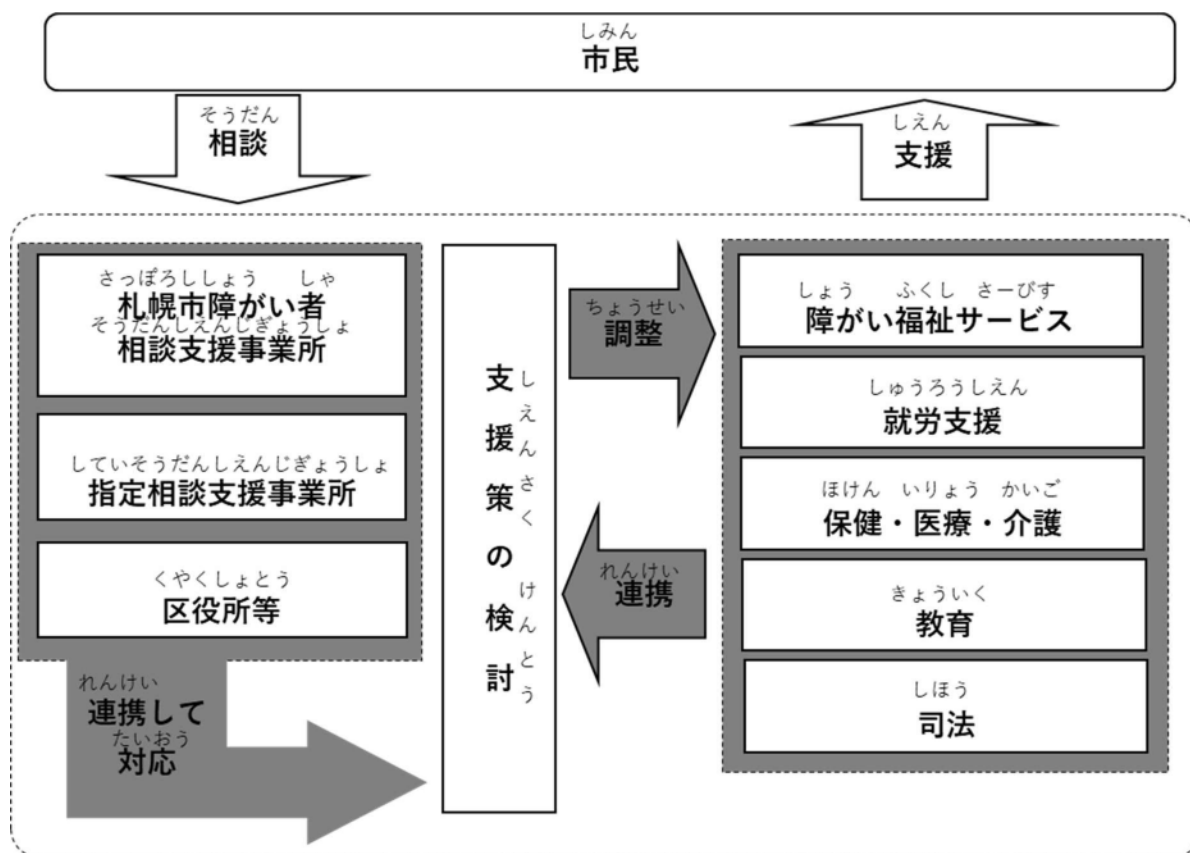 しみん
市民
そうだん
相談
しえん
支援
さっぽろししょう しゃ
札幌市障がい者
そうだんしえんじぎょうしょ
相談支援事業所
していそうだんしえんじぎょうしょ
指定相談支援事業所
くやくしょとう
区役所等
れんけい
連携して
たいおう
対応
支援策の検討
しえんさく けんとう
ちょうせい
調整
れんけい
連携
しょう ふくし さーびす
障がい福祉サービス
しゅうろうしえん
就労支援
ほけん いりょう かいご
保健・医療・介護
きょういく
教育
しほう
司法